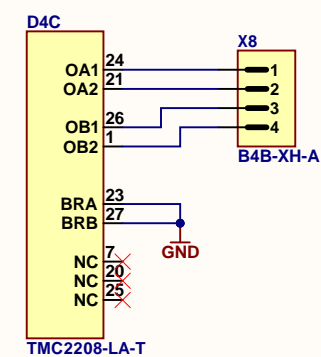 D4C
X8
OA1 24 1
OA2 21 2
OB1 26 3
OB2 1 4
B4B-XH-A
BRA 23
BRB 27
GND
NC 7
NC 20
NC 25
TMC2208-LA-T